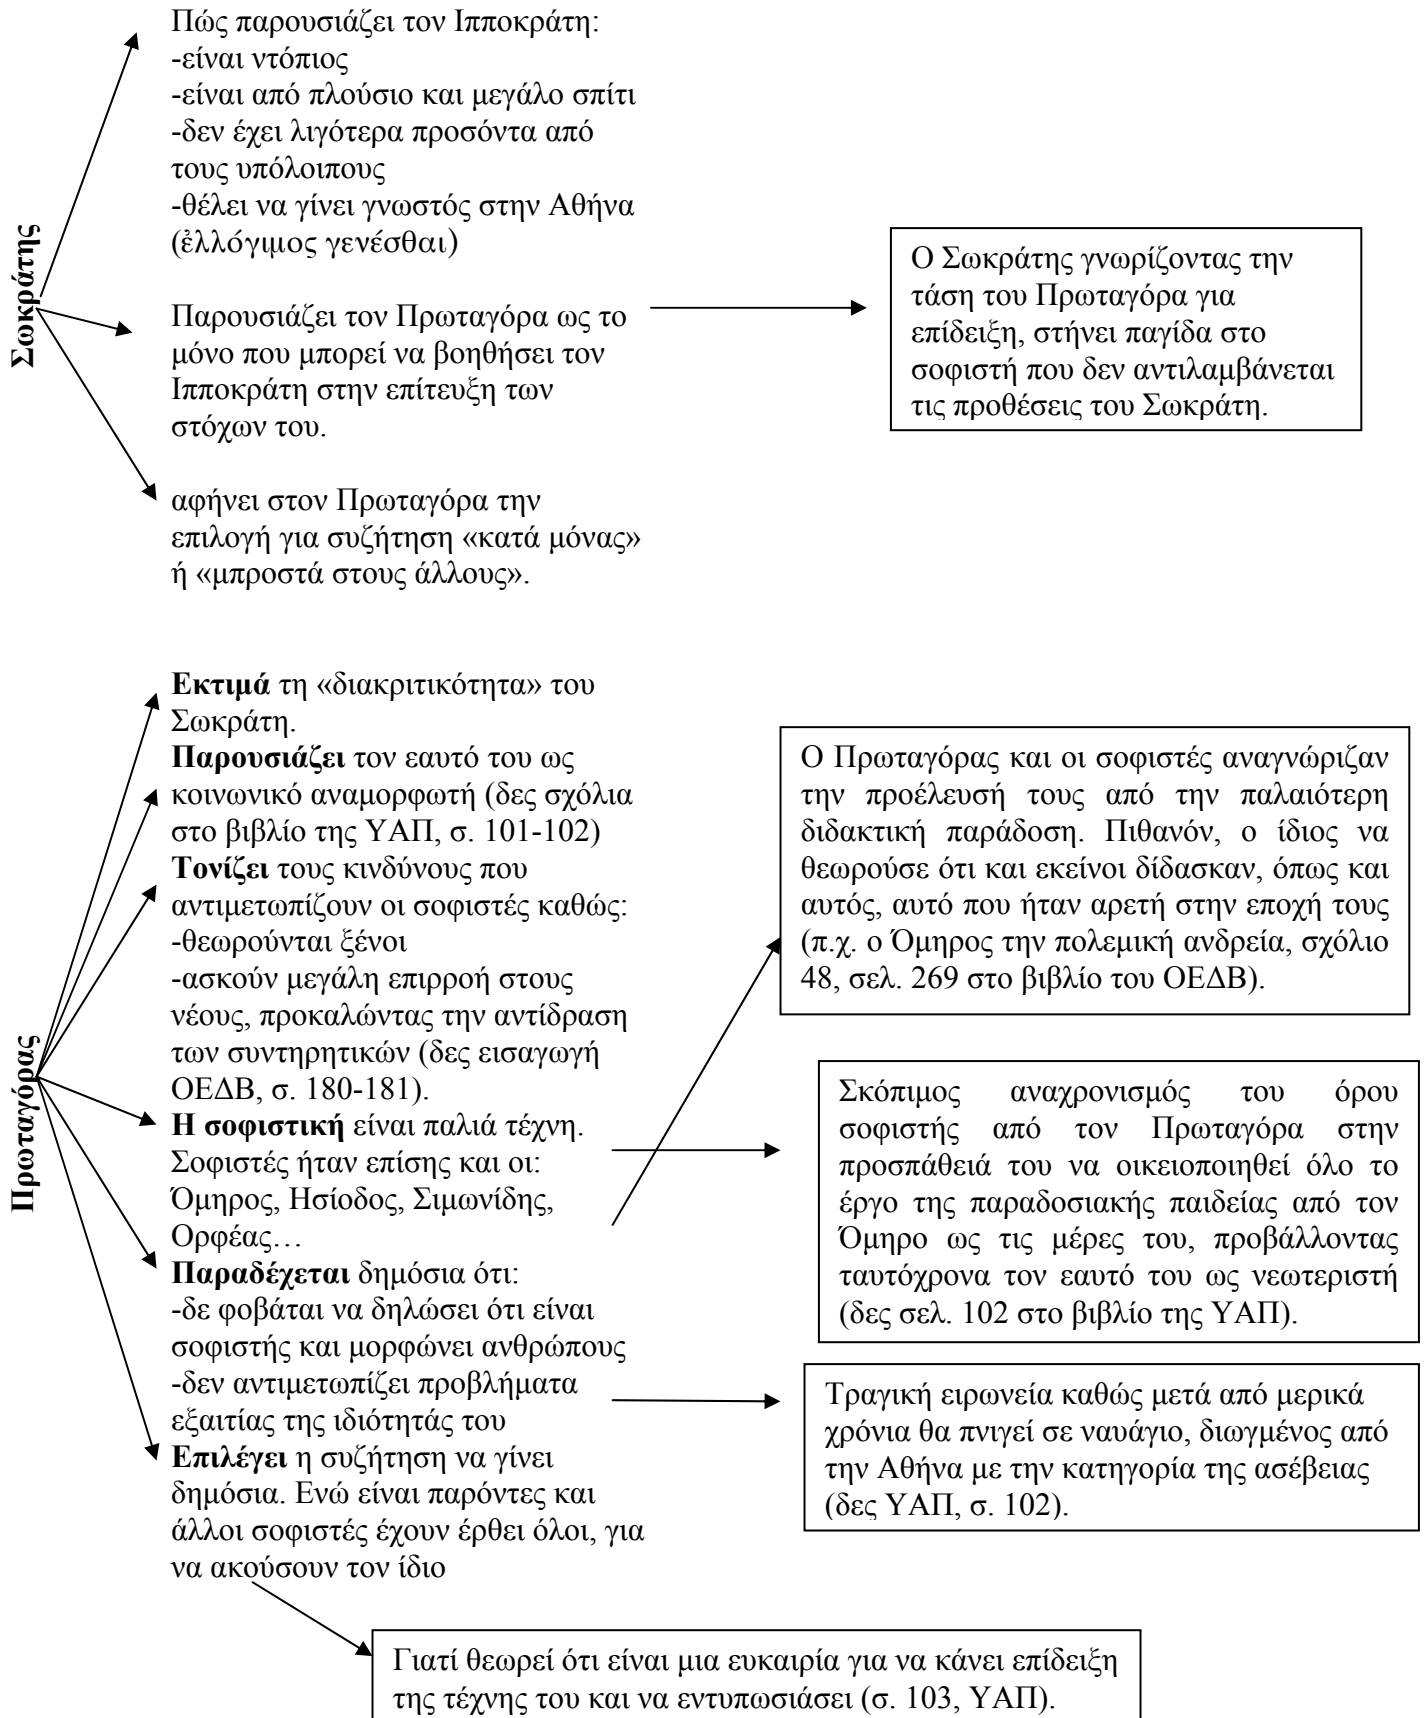 Σωκράτης
Πώς παρουσιάζει τον Ιπποκράτη:
-είναι ντόπιος
-είναι από πλούσιο και μεγάλο σπίτι
-δεν έχει λιγότερα προσόντα από
τους υπόλοιπους
-θέλει να γίνει γνωστός στην Αθήνα
(ἐλλόγιμος γενέσθαι)
Παρουσιάζει τον Πρωταγόρα ως το
μόνο που μπορεί να βοηθήσει τον
Ιπποκράτη στην επίτευξη των
στόχων του.
αφήνει στον Πρωταγόρα την
επιλογή για συζήτηση «κατά μόνας»
ή «μπροστά στους άλλους».
Ο Σωκράτης γνωρίζοντας την
τάση του Πρωταγόρα για
επίδειξη, στήνει παγίδα στο
σοφιστή που δεν αντιλαμβάνεται
τις προθέσεις του Σωκράτη.
Πρωταγόρας
Εκτιμά τη «διακριτικότητα» του
Σωκράτη.
Παρουσιάζει τον εαυτό του ως
κοινωνικό αναμορφωτή (δες σχόλια
στο βιβλίο της ΥΑΠ, σ. 101-102)
Τονίζει τους κινδύνους που
αντιμετωπίζουν οι σοφιστές καθώς:
-θεωρούνται ξένοι
-ασκούν μεγάλη επιρροή στους
νέους, προκαλώντας την αντίδραση
των συντηρητικών (δες εισαγωγή
ΟΕΔΒ, σ. 180-181).
Η σοφιστική είναι παλιά τέχνη.
Σοφιστές ήταν επίσης και οι:
Όμηρος, Ησίοδος, Σιμωνίδης,
Ορφέας…
Παραδέχεται δημόσια ότι:
-δε φοβάται να δηλώσει ότι είναι
σοφιστής και μορφώνει ανθρώπους
-δεν αντιμετωπίζει προβλήματα
εξαιτίας της ιδιότητάς του
Επιλέγει η συζήτηση να γίνει
δημόσια. Ενώ είναι παρόντες και
άλλοι σοφιστές έχουν έρθει όλοι, για
να ακούσουν τον ίδιο
Ο Πρωταγόρας και οι σοφιστές αναγνώριζαν
την προέλευσή τους από την παλαιότερη
διδακτική παράδοση. Πιθανόν, ο ίδιος να
θεωρούσε ότι και εκείνοι δίδασκαν, όπως και
αυτός, αυτό που ήταν αρετή στην εποχή τους
(π.χ. ο Όμηρος την πολεμική ανδρεία, σχόλιο
48, σελ. 269 στο βιβλίο του ΟΕΔΒ).
Σκόπιμος αναχρονισμός του όρου
σοφιστής από τον Πρωταγόρα στην
προσπάθειά του να οικειοποιηθεί όλο το
έργο της παραδοσιακής παιδείας από τον
Όμηρο ως τις μέρες του, προβάλλοντας
ταυτόχρονα τον εαυτό του ως νεωτεριστή
(δες σελ. 102 στο βιβλίο της ΥΑΠ).
Τραγική ειρωνεία καθώς μετά από μερικά
χρόνια θα πνιγεί σε ναυάγιο, διωγμένος από
την Αθήνα με την κατηγορία της ασέβειας
(δες ΥΑΠ, σ. 102).
Γιατί θεωρεί ότι είναι μια ευκαιρία για να κάνει επίδειξη
της τέχνης του και να εντυπωσιάσει (σ. 103, ΥΑΠ).